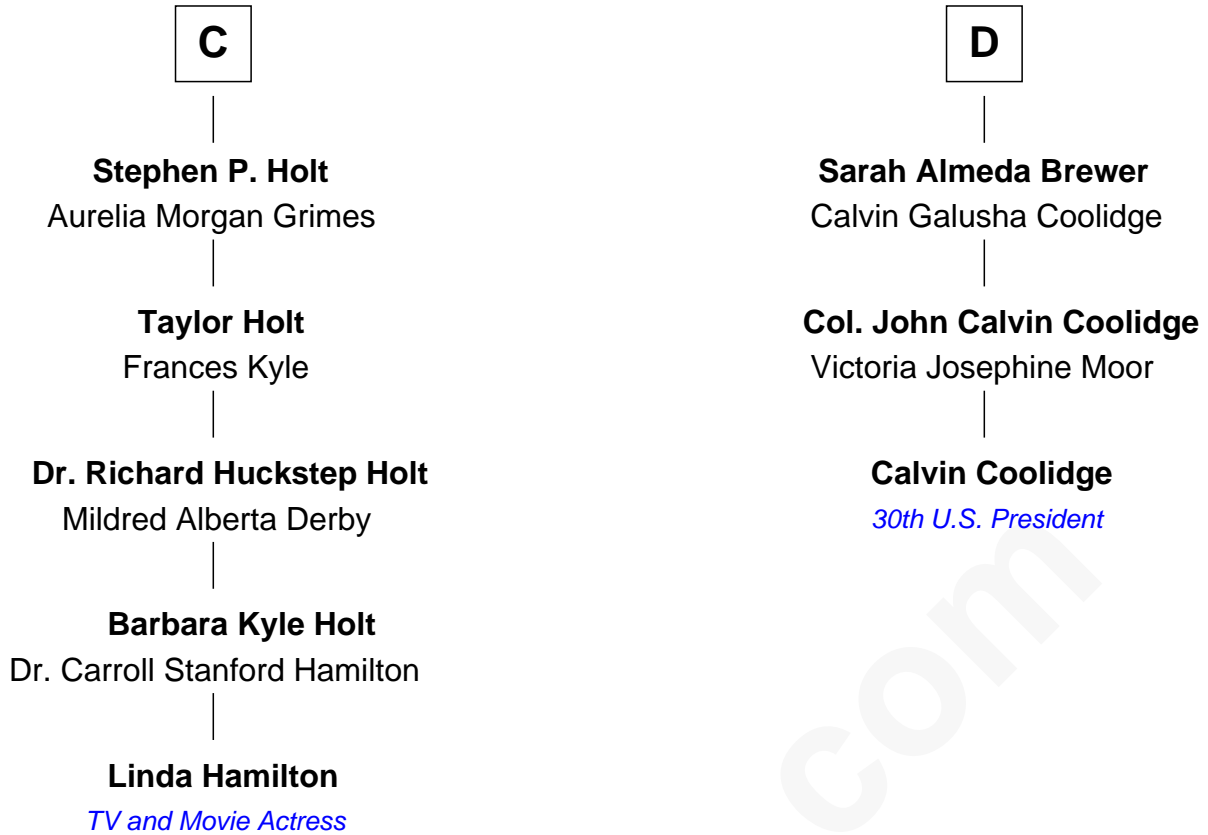 C
Stephen P. Holt
Aurelia Morgan Grimes
Taylor Holt
Frances Kyle
Dr. Richard Huckstep Holt
Mildred Alberta Derby
Barbara Kyle Holt
Dr. Carroll Stanford Hamilton
Linda Hamilton
TV and Movie Actress
D
Sarah Almeda Brewer
Calvin Galusha Coolidge
Col. John Calvin Coolidge
Victoria Josephine Moor
Calvin Coolidge
30th U.S. President
com